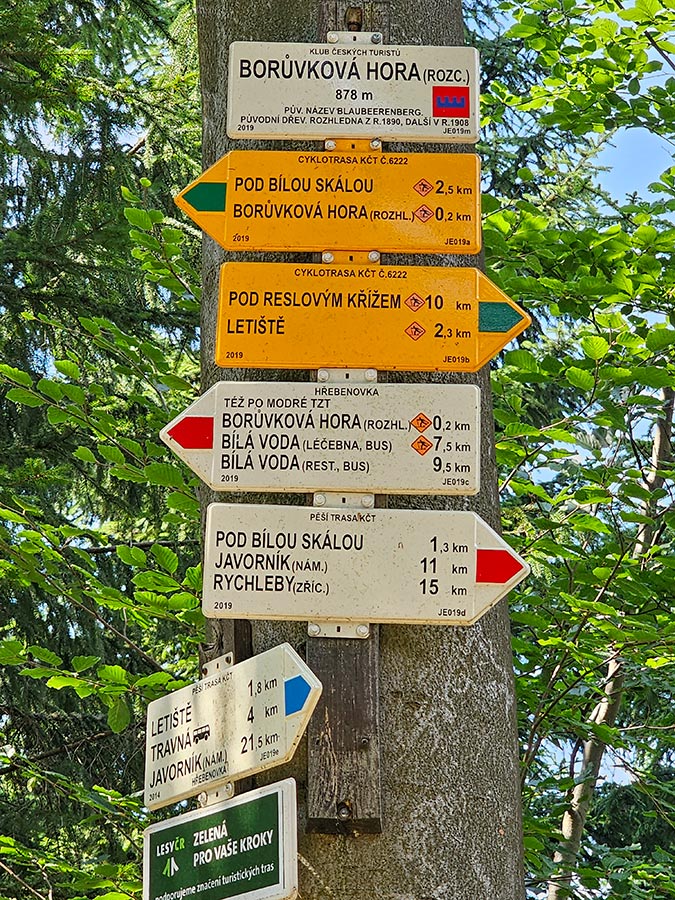 KLUB ČESKÝCH TURISTŮ
BORŮVKOVÁ HORA (ROZC.)
878 m
PŮV. NÁZEV BLAUBEERENBERG.
PŮVODNÍ DŘEV. ROZHLEDNA Z R.1890, DALŠÍ V R.1908
2019 JE019m
CYKLOTRASA KČT Č.6222
POD BÍLOU SKÁLOU 2,5 km
BORŮVKOVÁ HORA (ROZHL.) 0,2 km
2019 JE019a
CYKLOTRASA KČT Č.6222
POD RESLOVÝM KŘÍŽEM 10 km
LETIŠTĚ 2,3 km
2019 JE019b
HŘEBENOVKA
TÉŽ PO MODRÉ TZT
BORŮVKOVÁ HORA (ROZHL.) 0,2 km
BÍLÁ VODA (LÉČEBNA, BUS) 7,5 km
BÍLÁ VODA (REST., BUS) 9,5 km
2019 JE019c
PĚŠÍ TRASA KČT
POD BÍLOU SKÁLOU 1,3 km
JAVORNÍK (NÁM.) 11 km
RYCHLEBY (ZŘÍC.) 15 km
2019 JE019d
PĚŠÍ TRASA KČT
LETIŠTĚ 1,8 km
TRAVNÁ 4 km
JAVORNÍK (NÁM.) 21,5 km
2014 HŘEBENOVKA JE019e
LESY ČR ZELENÁ
PRO VAŠE KROKY
podporujeme značení turistických tras